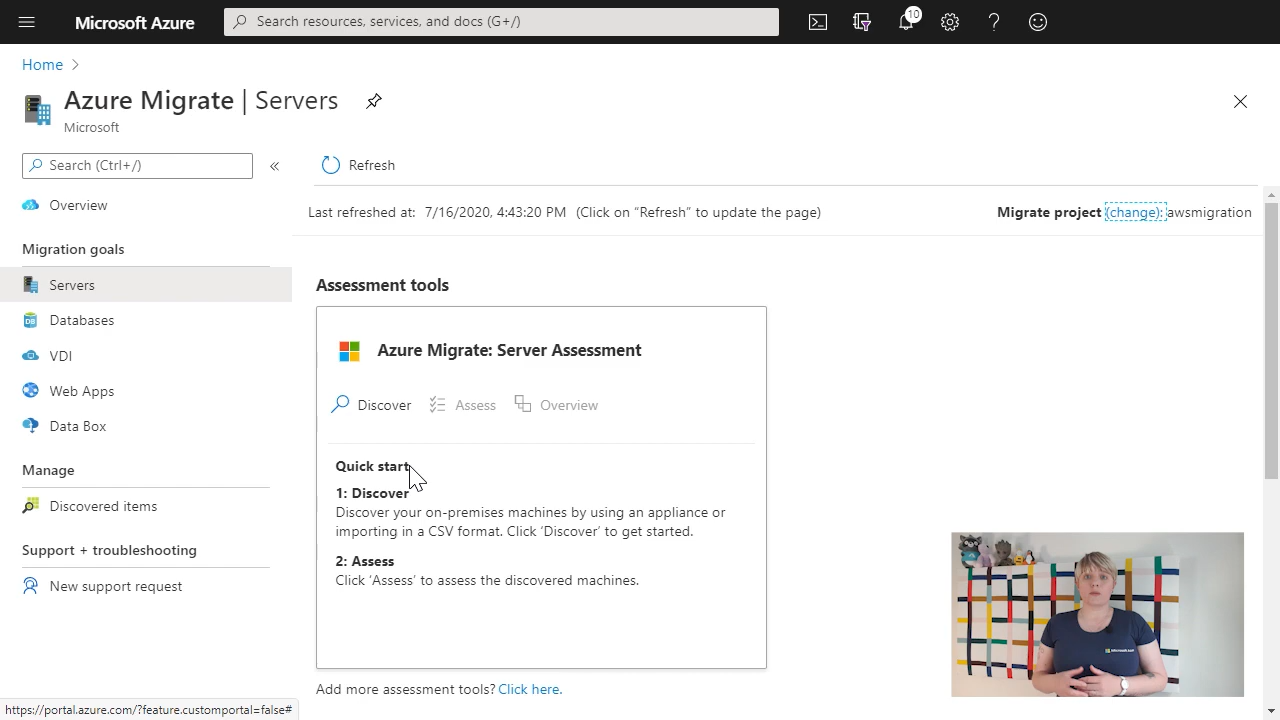 Microsoft Azure
Search resources, services, and docs (G+/)
10
Home
Azure Migrate | Servers
Microsoft
Search (Ctrl+/)
«
Refresh
Overview
Last refreshed at: 7/16/2020, 4:43:20 PM (Click on “Refresh” to update the page)
Migrate project (change): awsmigration
Migration goals
Servers
Databases
VDI
Web Apps
Data Box
Manage
Discovered items
Support + troubleshooting
New support request
Assessment tools
Azure Migrate: Server Assessment
Discover Assess Overview
Quick start
1: Discover
Discover your on-premises machines by using an appliance or
importing in a CSV format. Click ‘Discover’ to get started.
2: Assess
Click ‘Assess’ to assess the discovered machines.
Add more assessment tools? Click here.
https://portal.azure.com/?feature.customportal=false#